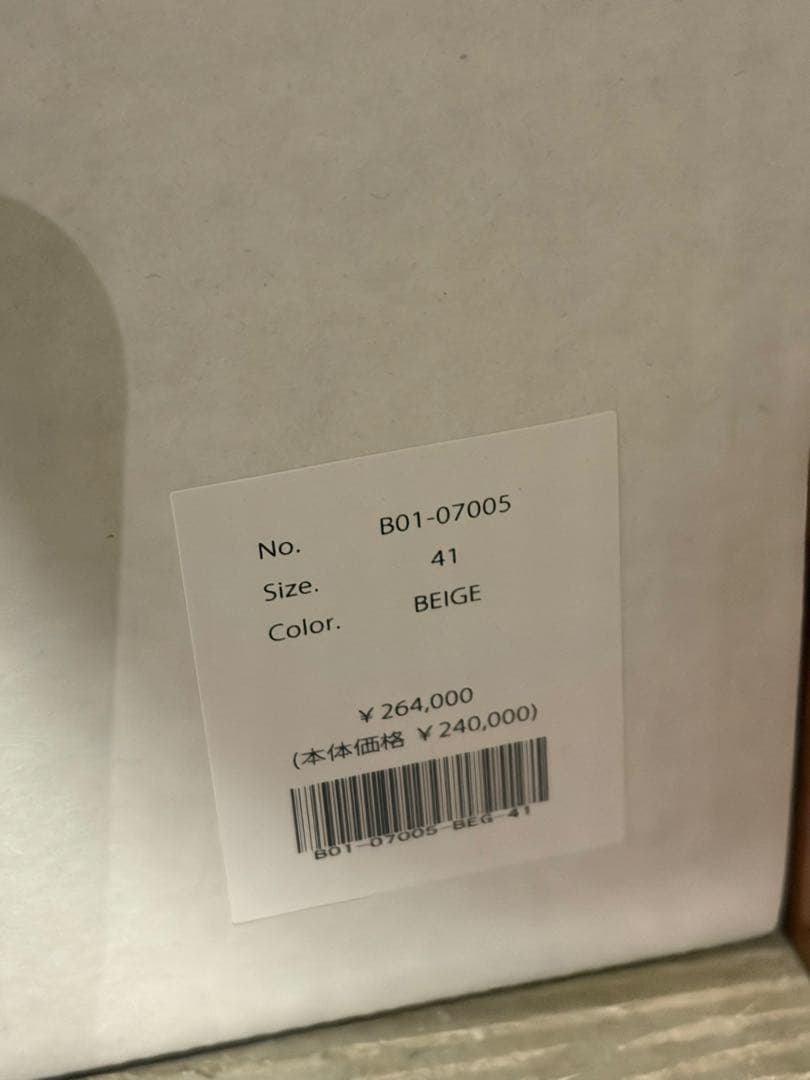 No. B01-07005
Size. 41
Color. BEIGE
¥264,000
(本体価格 ¥240,000)
B01-07005-BEG-41